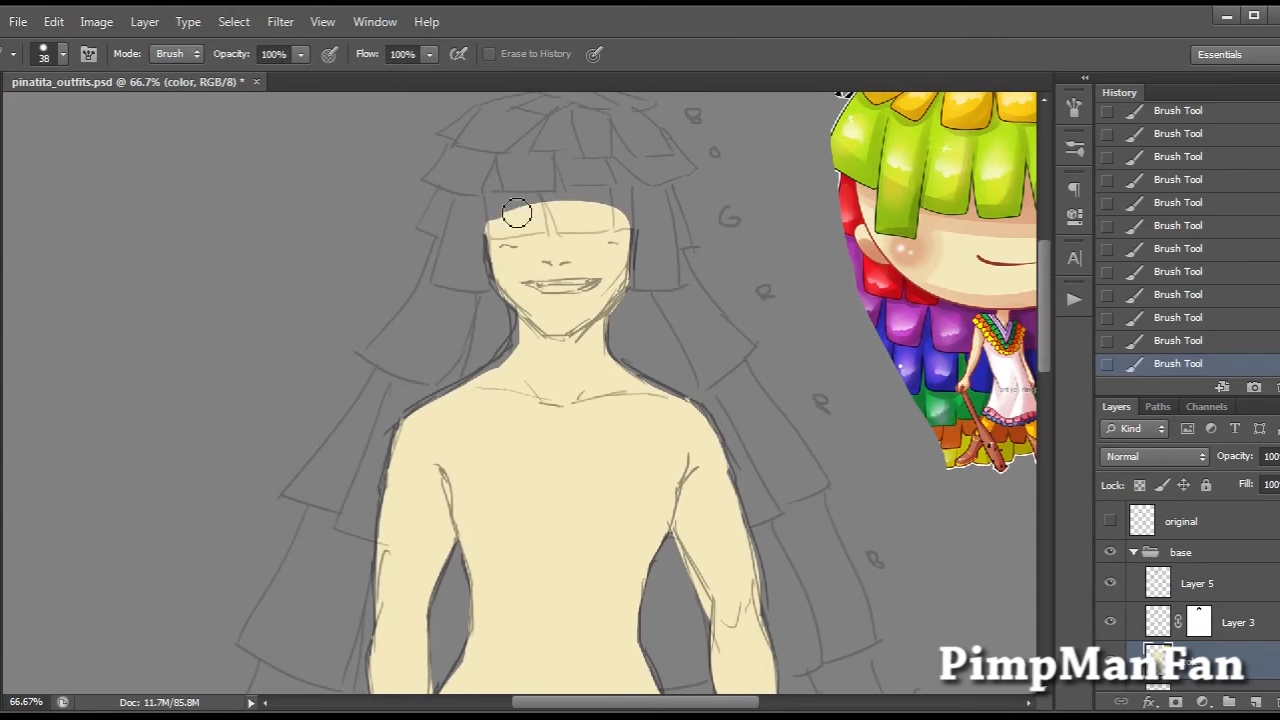 File Edit Image Layer Type Select Filter View Window Help
38 Mode: Brush Opacity: 100% Flow: 100% Erase to History Essentials
pinatita_outfits.psd @ 66.7% (color, RGB/8) *
History
Brush Tool
Brush Tool
Brush Tool
Brush Tool
Brush Tool
Brush Tool
Brush Tool
Brush Tool
Brush Tool
Brush Tool
Brush Tool
Brush Tool
Layers Paths Channels
Kind
Normal Opacity: 100
Lock: Fill: 100
original
base
Layer 5
Layer 3
B
O
G
R
P
B
PimpManFan
66.67% Doc: 11.7M/85.8M